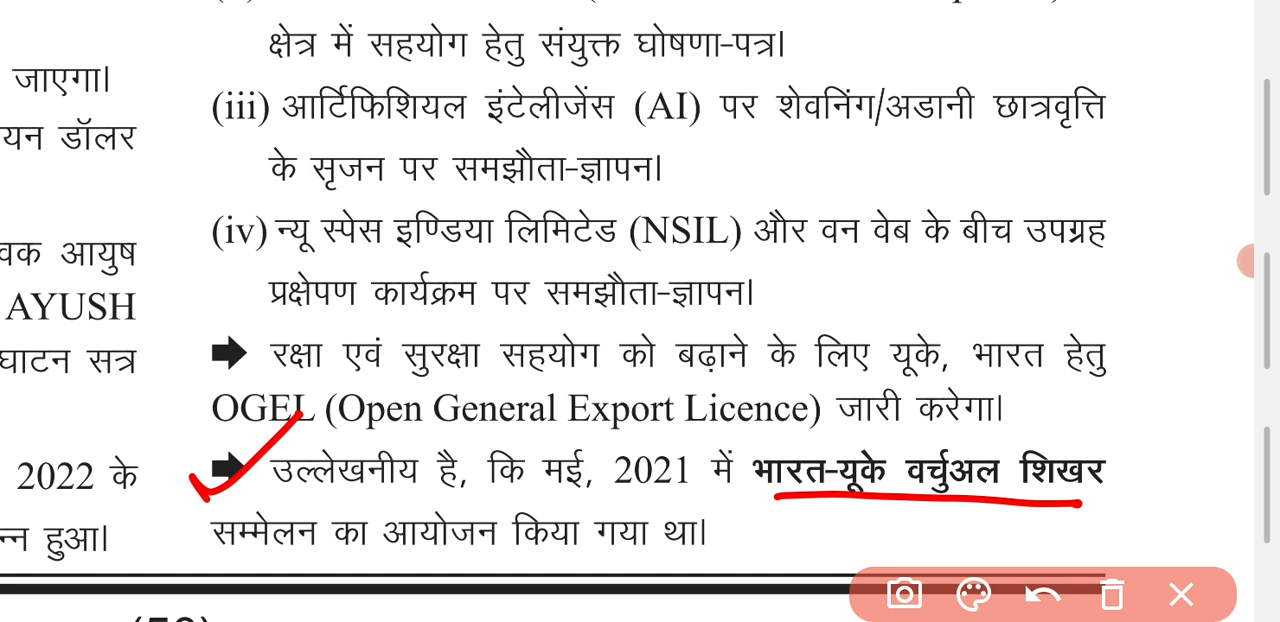 जाएगा।
यन डॉलर
वक आयुष
AYUSH
घाटन सत्र
2022 के
न्न हुआ।
क्षेत्र में सहयोग हेतु संयुक्त घोषणा-पत्र।
(iii) आर्टिफिशियल इंटेलीजेंस (AI) पर शेवनिंग/अडानी छात्रवृत्ति
के सृजन पर समझौता-ज्ञापन।
(iv) न्यू स्पेस इण्डिया लिमिटेड (NSIL) और वन वेब के बीच उपग्रह
प्रक्षेपण कार्यक्रम पर समझौता-ज्ञापन।
➡ रक्षा एवं सुरक्षा सहयोग को बढ़ाने के लिए यूके, भारत हेतु
OGEL (Open General Export Licence) जारी करेगा।
➡ उल्लेखनीय है, कि मई, 2021 में भारत-यूके वर्चुअल शिखर
सम्मेलन का आयोजन किया गया था।